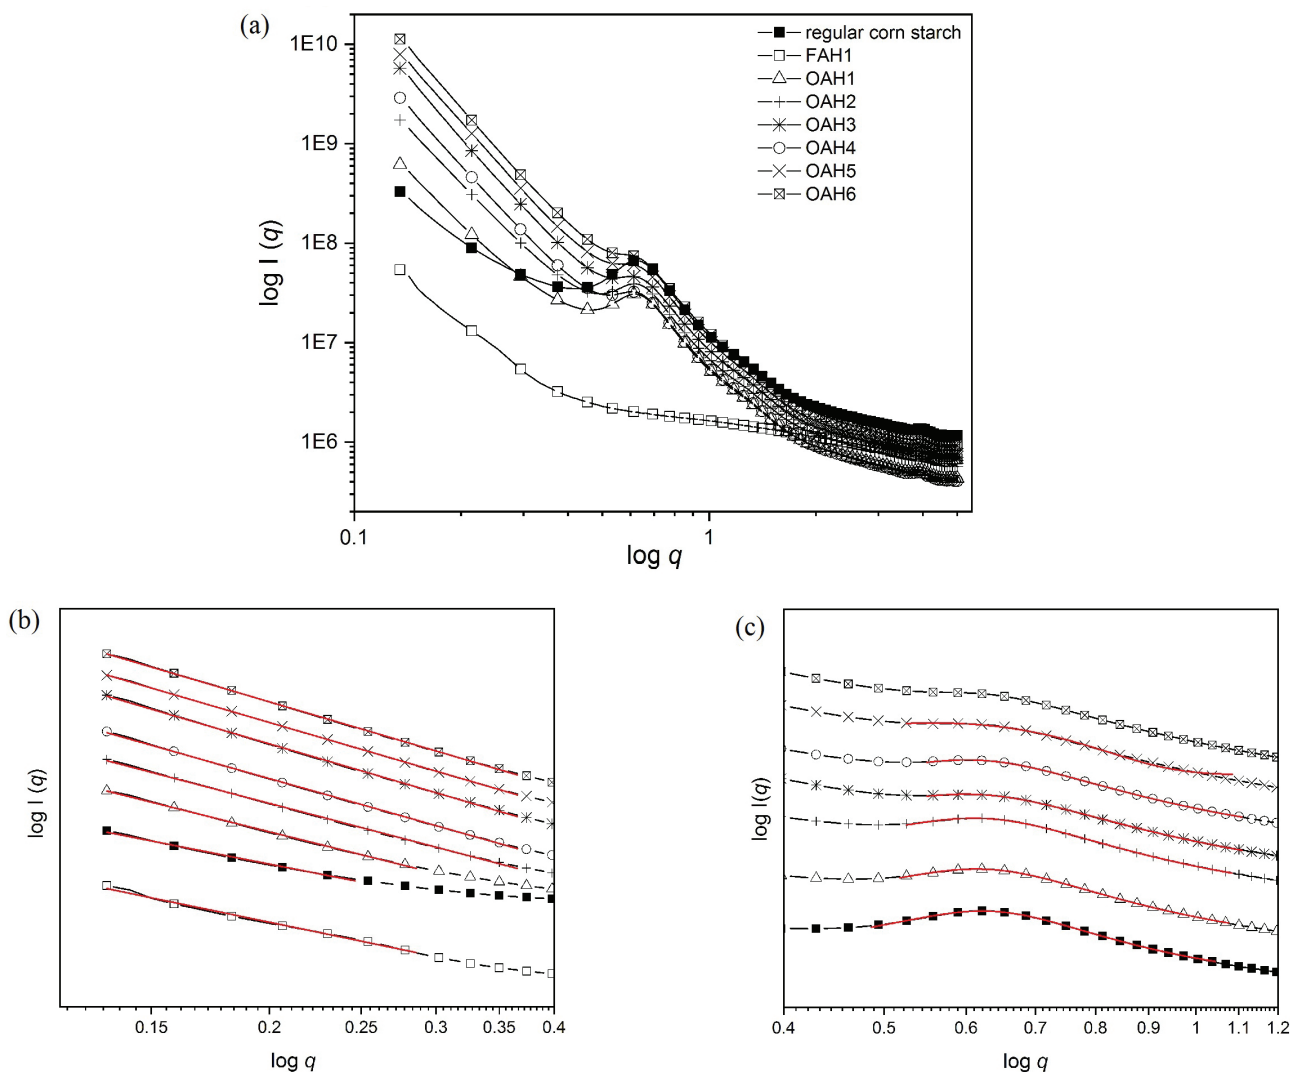 (a)
1E10
1E9
1E8
1E7
1E6
log I (q)
0.1
1
log q
regular corn starch
FAH1
OAH1
OAH2
OAH3
OAH4
OAH5
OAH6
(b)
log I (q)
0.15
0.2
0.25
0.3
0.35
0.4
log q
(c)
log I(q)
0.4
0.5
0.6
0.7
0.8
0.9
1
1.1
1.2
log q